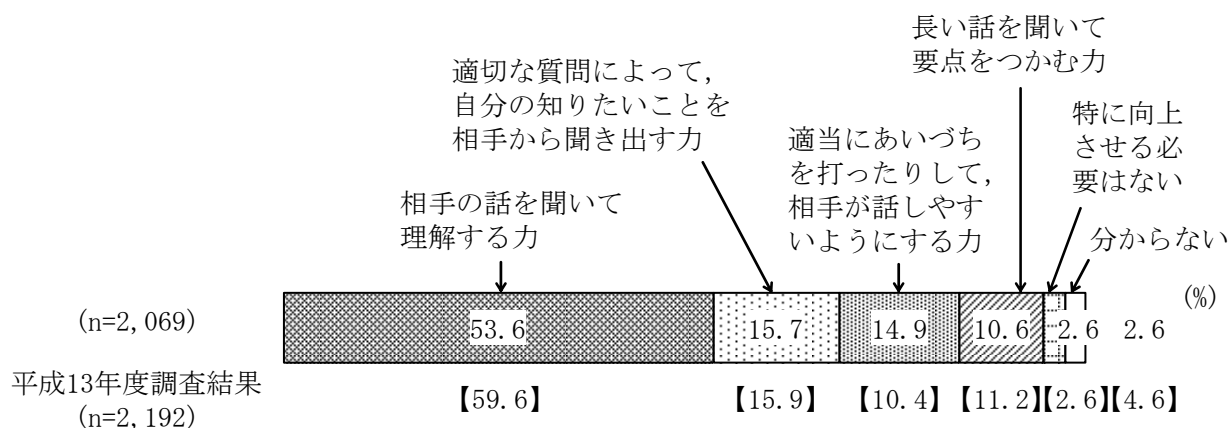 長い話を聞いて
要点をつかむ力
適切な質問によって,
自分の知りたいことを
相手から聞き出す力
特に向上
させる必
要はない
適当にあいづち
を打ったりして,
相手が話しやす
いようにする力
相手の話を聞いて
理解する力
分からない
(%)
(n=2,069)
53.6 15.7 14.9 10.6 2.6 2.6
平成13年度調査結果
(n=2,192)
【59.6】 【15.9】 【10.4】 【11.2】 【2.6】 【4.6】